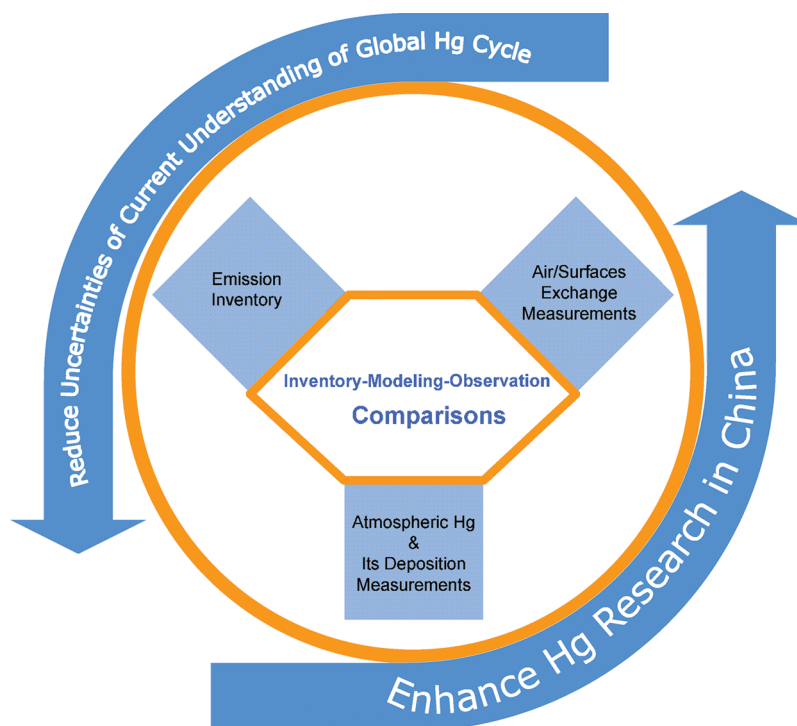 Reduce Uncertainties of Current Understanding of Global Hg Cycle
Emission
Inventory
Air/Surfaces
Exchange
Measurements
Inventory-Modeling-Observation
Comparisons
Atmospheric Hg
&
Its Deposition
Measurements
Enhance Hg Research in China